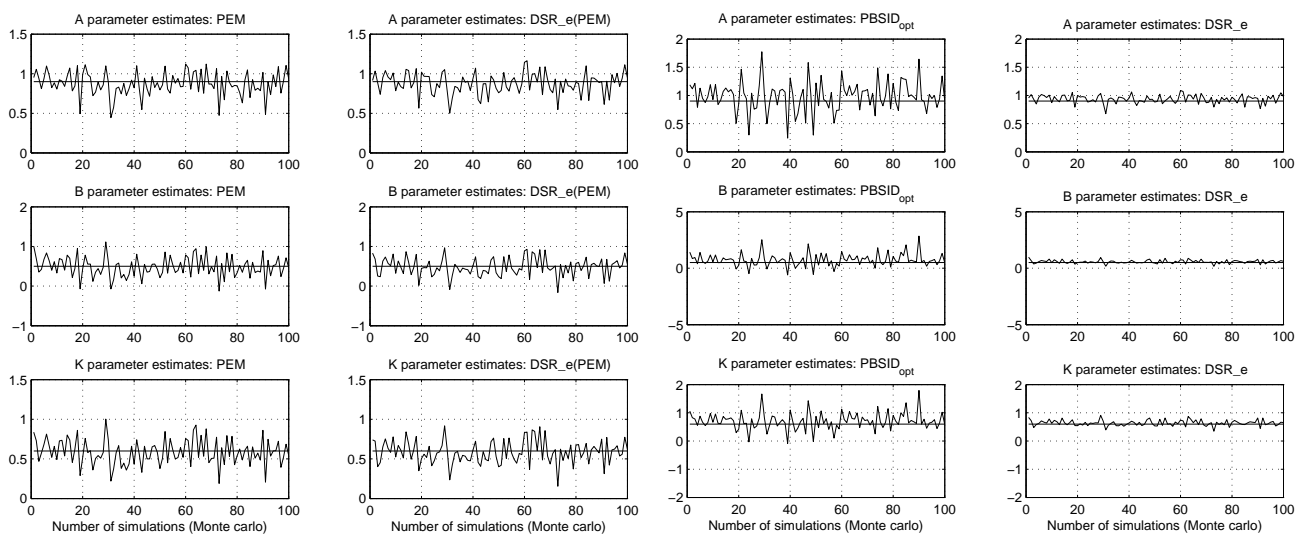 A parameter estimates: PEM
1.5
1
0.5
0
0 20 40 60 80 100
B parameter estimates: PEM
2
1
0
−1
0 20 40 60 80 100
K parameter estimates: PEM
1.5
1
0.5
0
0 20 40 60 80 100
Number of simulations (Monte carlo)
A parameter estimates: DSR_e(PEM)
1.5
1
0.5
0
0 20 40 60 80 100
B parameter estimates: DSR_e(PEM)
2
1
0
−1
0 20 40 60 80 100
K parameter estimates: DSR_e(PEM)
1.5
1
0.5
0
0 20 40 60 80 100
Number of simulations (Monte carlo)
A parameter estimates: PBSID_opt
2
1.5
1
0.5
0
0 20 40 60 80 100
B parameter estimates: PBSID_opt
5
0
−5
0 20 40 60 80 100
K parameter estimates: PBSID_opt
2
1
0
−1
−2
0 20 40 60 80 100
Number of simulations (Monte carlo)
A parameter estimates: DSR_e
2
1.5
1
0.5
0
0 20 40 60 80 100
B parameter estimates: DSR_e
5
0
−5
0 20 40 60 80 100
K parameter estimates: DSR_e
2
1
0
−1
−2
0 20 40 60 80 100
Number of simulations (Monte carlo)